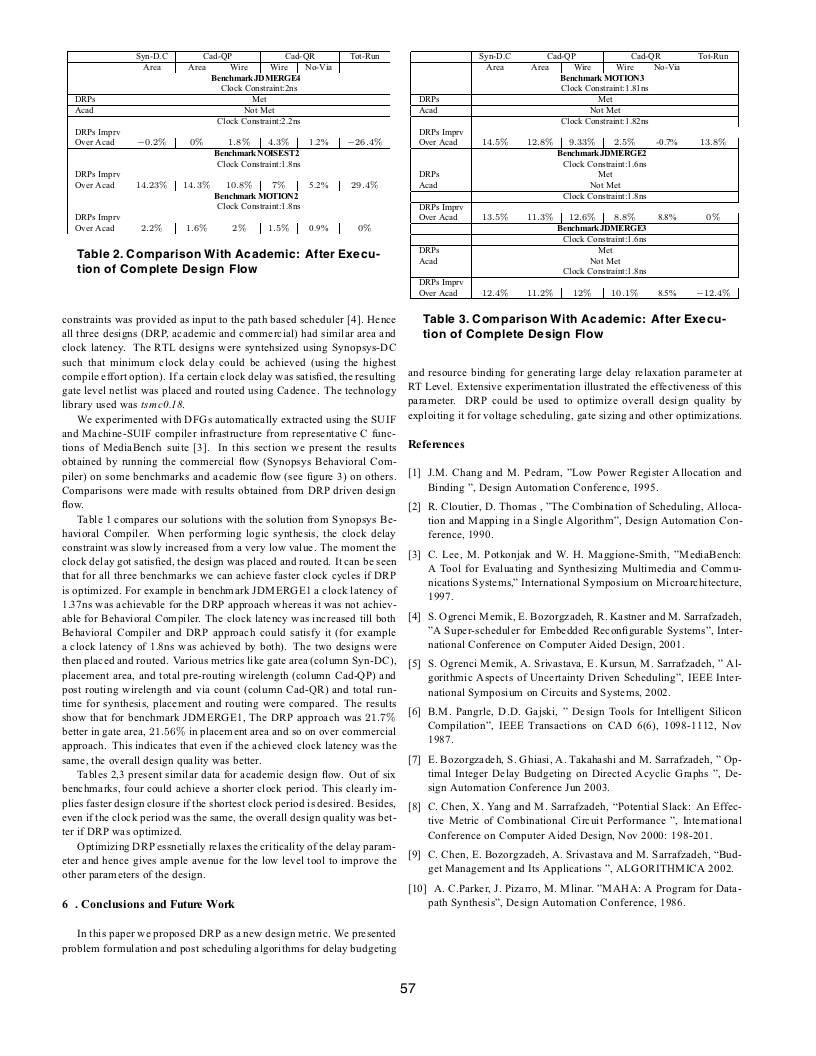 Syn-D.C Cad-QP Cad-QR Tot-Run
Area Area Wire Wire No-Via
Benchmark JDMERGE4
Clock Constraint:2ns
DRPs Met
Acad Not Met
Clock Constraint:2.2ns
DRPs Imprv
Over Acad −0.2% 0% 1.8% 4.3% 1.2% −26.4%
Benchmark NOISEST2
Clock Constraint:1.8ns
DRPs Imprv
Over Acad 14.23% 14.3% 10.8% 7% 5.2% 29.4%
Benchmark MOTION2
Clock Constraint:1.8ns
DRPs Imprv
Over Acad 2.2% 1.6% 2% 1.5% 0.9% 0%
Table 2. Comparison With Academic: After Execu-
tion of Complete Design Flow
constraints was provided as input to the path based scheduler [4]. Hence
all three designs (DRP, academic and commercial) had similar area and
clock latency. The RTL designs were syntehsized using Synopsys-DC
such that minimum clock delay could be achieved (using the highest
compile effort option). If a certain clock delay was satisfied, the resulting
gate level netlist was placed and routed using Cadence. The technology
library used was tsmc0.18.
We experimented with DFGs automatically extracted using the SUIF
and Machine-SUIF compiler infrastructure from representative C func-
tions of MediaBench suite [3]. In this section we present the results
obtained by running the commercial flow (Synopsys Behavioral Com-
piler) on some benchmarks and academic flow (see figure 3) on others.
Comparisons were made with results obtained from DRP driven design
flow.
Table 1 compares our solutions with the solution from Synopsys Be-
havioral Compiler. When performing logic synthesis, the clock delay
constraint was slowly increased from a very low value. The moment the
clock delay got satisfied, the design was placed and routed. It can be seen
that for all three benchmarks we can achieve faster clock cycles if DRP
is optimized. For example in benchmark JDMERGE1 a clock latency of
1.37ns was achievable for the DRP approach whereas it was not achiev-
able for Behavioral Compiler. The clock latency was increased till both
Behavioral Compiler and DRP approach could satisfy it (for example
a clock latency of 1.8ns was achieved by both). The two designs were
then placed and routed. Various metrics like gate area (column Syn-DC),
placement area, and total pre-routing wirelength (column Cad-QP) and
post routing wirelength and via count (column Cad-QR) and total run-
time for synthesis, placement and routing were compared. The results
show that for benchmark JDMERGE1, The DRP approach was 21.7%
better in gate area, 21.56% in placement area and so on over commercial
approach. This indicates that even if the achieved clock latency was the
same, the overall design quality was better.
Tables 2,3 present similar data for academic design flow. Out of six
benchmarks, four could achieve a shorter clock period. This clearly im-
plies faster design closure if the shortest clock period is desired. Besides,
even if the clock period was the same, the overall design quality was bet-
ter if DRP was optimized.
Optimizing DRP essnetially relaxes the criticality of the delay param-
eter and hence gives ample avenue for the low level tool to improve the
other parameters of the design.
6 . Conclusions and Future Work
In this paper we proposed DRP as a new design metric. We presented
problem formulation and post scheduling algorithms for delay budgeting
Syn-D.C Cad-QP Cad-QR Tot-Run
Area Area Wire Wire No-Via
Benchmark MOTION3
Clock Constraint:1.81ns
DRPs Met
Acad Not Met
Clock Constraint:1.82ns
DRPs Imprv
Over Acad 14.5% 12.8% 9.33% 2.5% -0.7% 13.8%
Benchmark JDMERGE2
Clock Constraint:1.6ns
DRPs Met
Acad Not Met
Clock Constraint:1.8ns
DRPs Imprv
Over Acad 13.5% 11.3% 12.6% 8.8% 8.8% 0%
Benchmark JDMERGE3
Clock Constraint:1.6ns
DRPs Met
Acad Not Met
Clock Constraint:1.8ns
DRPs Imprv
Over Acad 12.4% 11.2% 12% 10.1% 8.5% −12.4%
Table 3. Comparison With Academic: After Execu-
tion of Complete Design Flow
and resource binding for generating large delay relaxation parameter at
RT Level. Extensive experimentation illustrated the effectiveness of this
parameter. DRP could be used to optimize overall design quality by
exploiting it for voltage scheduling, gate sizing and other optimizations.
References
[1] J.M. Chang and M. Pedram, ”Low Power Register Allocation and
Binding ”, Design Automation Conference, 1995.
[2] R. Cloutier, D. Thomas , ”The Combination of Scheduling, Alloca-
tion and Mapping in a Single Algorithm”, Design Automation Con-
ference, 1990.
[3] C. Lee, M. Potkonjak and W. H. Maggione-Smith, ”MediaBench:
A Tool for Evaluating and Synthesizing Multimedia and Commu-
nications Systems,” International Symposium on Microarchitecture,
1997.
[4] S. Ogrenci Memik, E. Bozorgzadeh, R. Kastner and M. Sarrafzadeh,
”A Super-scheduler for Embedded Reconfigurable Systems”, Inter-
national Conference on Computer Aided Design, 2001.
[5] S. Ogrenci Memik, A. Srivastava, E. Kursun, M. Sarrafzadeh, ” Al-
gorithmic Aspects of Uncertainty Driven Scheduling”, IEEE Inter-
national Symposium on Circuits and Systems, 2002.
[6] B.M. Pangrle, D.D. Gajski, ” Design Tools for Intelligent Silicon
Compilation”, IEEE Transactions on CAD 6(6), 1098-1112, Nov
1987.
[7] E. Bozorgzadeh, S. Ghiasi, A. Takahashi and M. Sarrafzadeh, ” Op-
timal Integer Delay Budgeting on Directed Acyclic Graphs ”, De-
sign Automation Conference Jun 2003.
[8] C. Chen, X. Yang and M. Sarrafzadeh, “Potential Slack: An Effec-
tive Metric of Combinational Circuit Performance ”, International
Conference on Computer Aided Design, Nov 2000: 198-201.
[9] C. Chen, E. Bozorgzadeh, A. Srivastava and M. Sarrafzadeh, “Bud-
get Management and Its Applications ”, ALGORITHMICA 2002.
[10] A. C.Parker, J. Pizarro, M. Mlinar. ”MAHA: A Program for Data-
path Synthesis”, Design Automation Conference, 1986.
57